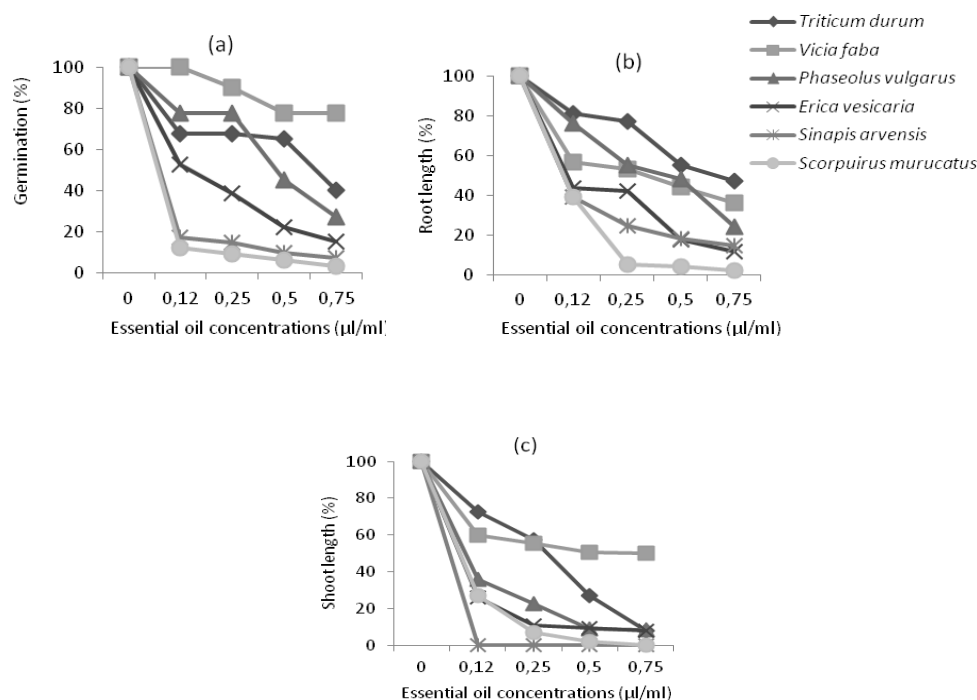 (a)
Germination (%)
100
80
60
40
20
0
0 0,12 0,25 0,5 0,75
Essential oil concentrations (µl/ml)
(b)
Root length (%)
100
80
60
40
20
0
0 0,12 0,25 0,5 0,75
Essential oil concentrations (µl/ml)
Triticum durum
Vicia faba
Phaseolus vulgarus
Erica vesicaria
Sinapis arvensis
Scorpuirus murucatus
(c)
Shoot length (%)
100
80
60
40
20
0
0 0,12 0,25 0,5 0,75
Essential oil concentrations (µl/ml)